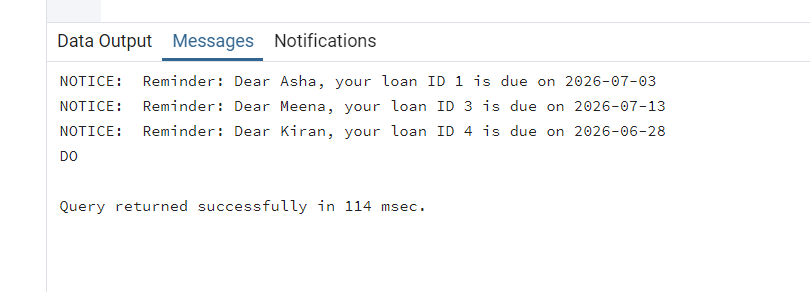 Data Output Messages Notifications
NOTICE:  Reminder: Dear Asha, your loan ID 1 is due on 2026-07-03
NOTICE:  Reminder: Dear Meena, your loan ID 3 is due on 2026-07-13
NOTICE:  Reminder: Dear Kiran, your loan ID 4 is due on 2026-06-28
DO
Query returned successfully in 114 msec.